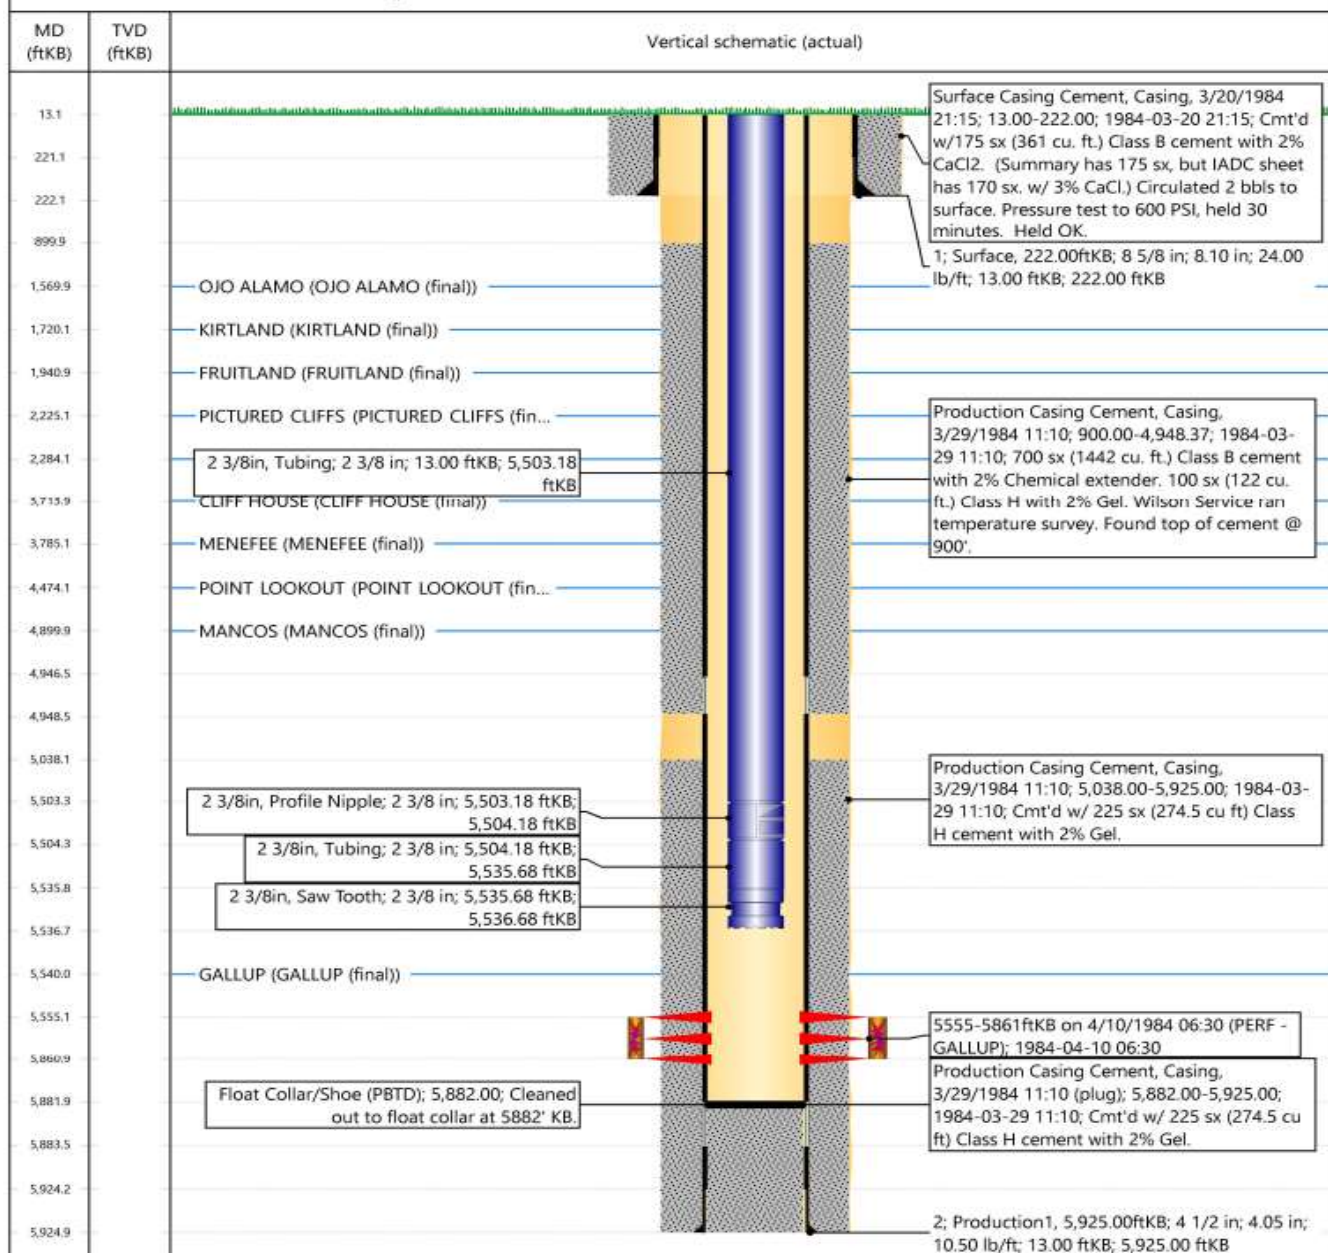 MD
(ftKB)
TVD
(ftKB)
Vertical schematic (actual)
13.1
221.1
222.1
899.9
1,569.9
1,720.1
1,940.9
2,225.1
2,284.1
3,713.9
3,785.1
4,474.1
4,899.9
4,946.5
4,948.5
5,038.1
5,503.3
5,504.3
5,535.8
5,536.7
5,540.0
5,555.1
5,860.9
5,881.9
5,883.5
5,924.2
5,924.9
OJO ALAMO (OJO ALAMO (final))
KIRTLAND (KIRTLAND (final))
FRUITLAND (FRUITLAND (final))
PICTURED CLIFFS (PICTURED CLIFFS (fin...
2 3/8in, Tubing; 2 3/8 in; 13.00 ftKB; 5,503.18
ftKB
CLIFF HOUSE (CLIFF HOUSE (final))
MENEFEE (MENEFEE (final))
POINT LOOKOUT (POINT LOOKOUT (fin...
MANCOS (MANCOS (final))
2 3/8in, Profile Nipple; 2 3/8 in; 5,503.18 ftKB;
5,504.18 ftKB
2 3/8in, Tubing; 2 3/8 in; 5,504.18 ftKB;
5,535.68 ftKB
2 3/8in, Saw Tooth; 2 3/8 in; 5,535.68 ftKB;
5,536.68 ftKB
GALLUP (GALLUP (final))
Float Collar/Shoe (PBTD); 5,882.00; Cleaned
out to float collar at 5882' KB.
Surface Casing Cement, Casing, 3/20/1984
21:15; 13.00-222.00; 1984-03-20 21:15; Cmt'd
w/175 sx (361 cu. ft.) Class B cement with 2%
CaCl2. (Summary has 175 sx, but IADC sheet
has 170 sx. w/ 3% CaCl.) Circulated 2 bbls to
surface. Pressure test to 600 PSI, held 30
minutes. Held OK.
1; Surface, 222.00ftKB; 8 5/8 in; 8.10 in; 24.00
lb/ft; 13.00 ftKB; 222.00 ftKB
Production Casing Cement, Casing,
3/29/1984 11:10; 900.00-4,948.37; 1984-03-
29 11:10; 700 sx (1442 cu. ft.) Class B cement
with 2% Chemical extender. 100 sx (122 cu.
ft.) Class H with 2% Gel. Wilson Service ran
temperature survey. Found top of cement @
900'.
Production Casing Cement, Casing,
3/29/1984 11:10; 5,038.00-5,925.00; 1984-03-
29 11:10; Cmt'd w/ 225 sx (274.5 cu ft) Class
H cement with 2% Gel.
5555-5861ftKB on 4/10/1984 06:30 (PERF -
GALLUP); 1984-04-10 06:30
Production Casing Cement, Casing,
3/29/1984 11:10 (plug); 5,882.00-5,925.00;
1984-03-29 11:10; Cmt'd w/ 225 sx (274.5 cu
ft) Class H cement with 2% Gel.
2; Production1, 5,925.00ftKB; 4 1/2 in; 4.05 in;
10.50 lb/ft; 13.00 ftKB; 5,925.00 ftKB